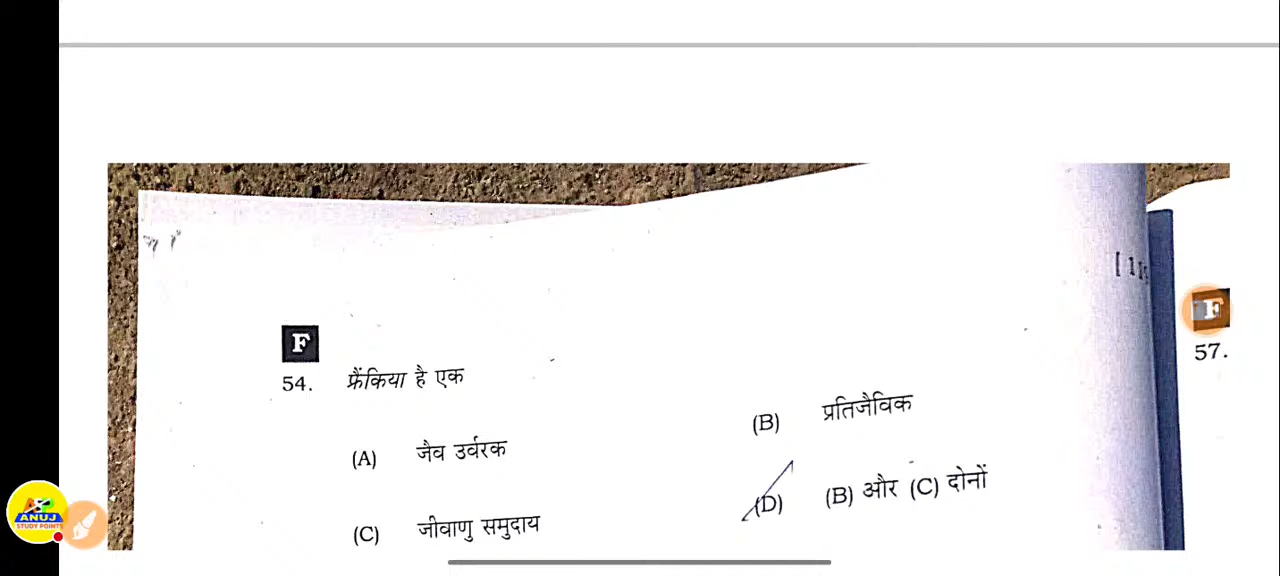 F
54. फ्रैंकिया है एक
(A) जैव उर्वरक
(B) प्रतिजैविक
(C) जीवाणु समुदाय
(D) (B) और (C) दोनों
F
57.
ANUJ
STUDY POINTS